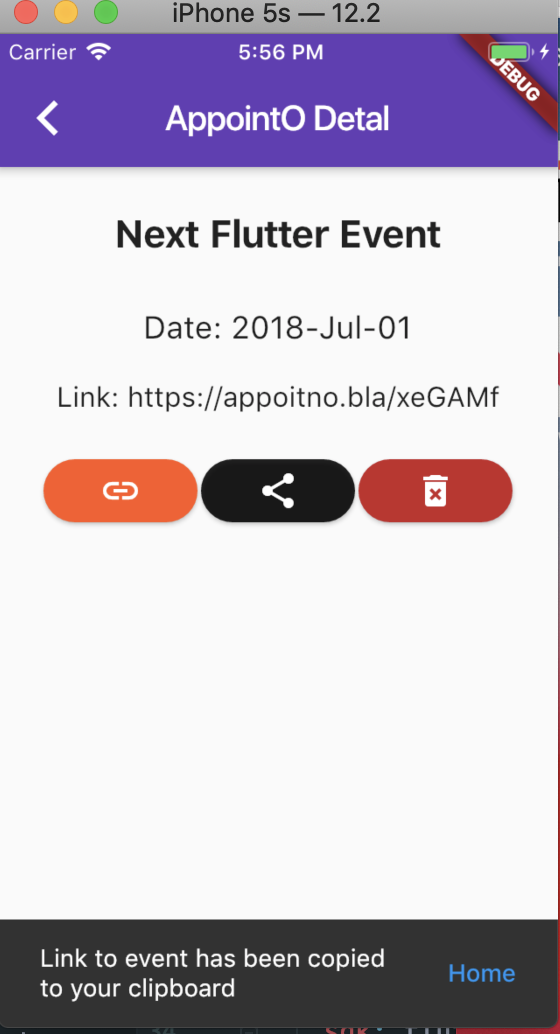 iPhone 5s — 12.2
Carrier 5:56 PM
DEBUG
AppointO Detal
Next Flutter Event
Date: 2018-Jul-01
Link: https://appoitno.bla/xeGAMf
Link to event has been copied
to your clipboard
Home